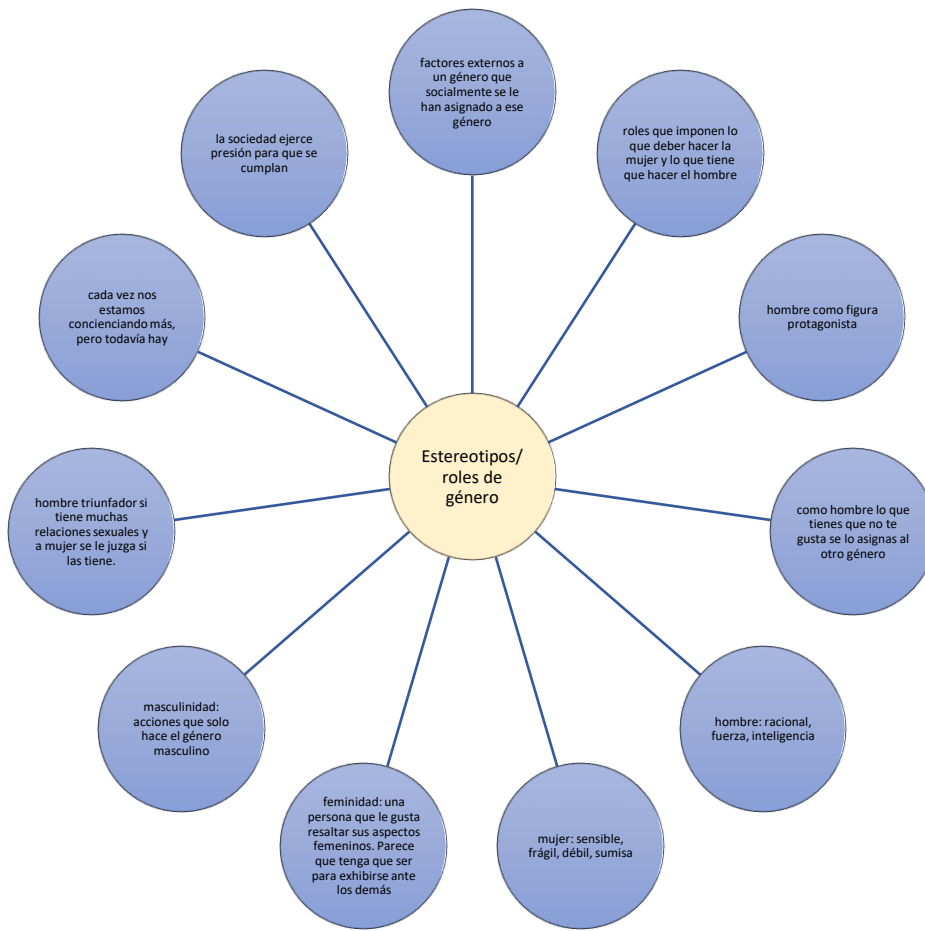 factores externos a
un género que
socialmente se le
han asignado a ese
género
roles que imponen lo
que deber hacer la
mujer y lo que tiene
que hacer el hombre
hombre como figura
protagonista
como hombre lo que
tienes que no te
gusta se lo asignas al
otro género
hombre: racional,
fuerza, inteligencia
mujer: sensible,
frágil, débil, sumisa
feminidad: una
persona que le gusta
resaltar sus aspectos
femeninos. Parece
que tenga que ser
para exhibirse ante
los demás
masculinidad:
acciones que solo
hace el género
masculino
hombre triunfador si
tiene muchas
relaciones sexuales y
a mujer se le juzga si
las tiene.
cada vez nos
estamos
concienciando más,
pero todavía hay
la sociedad ejerce
presión para que se
cumplan
Estereotipos/
roles de
género